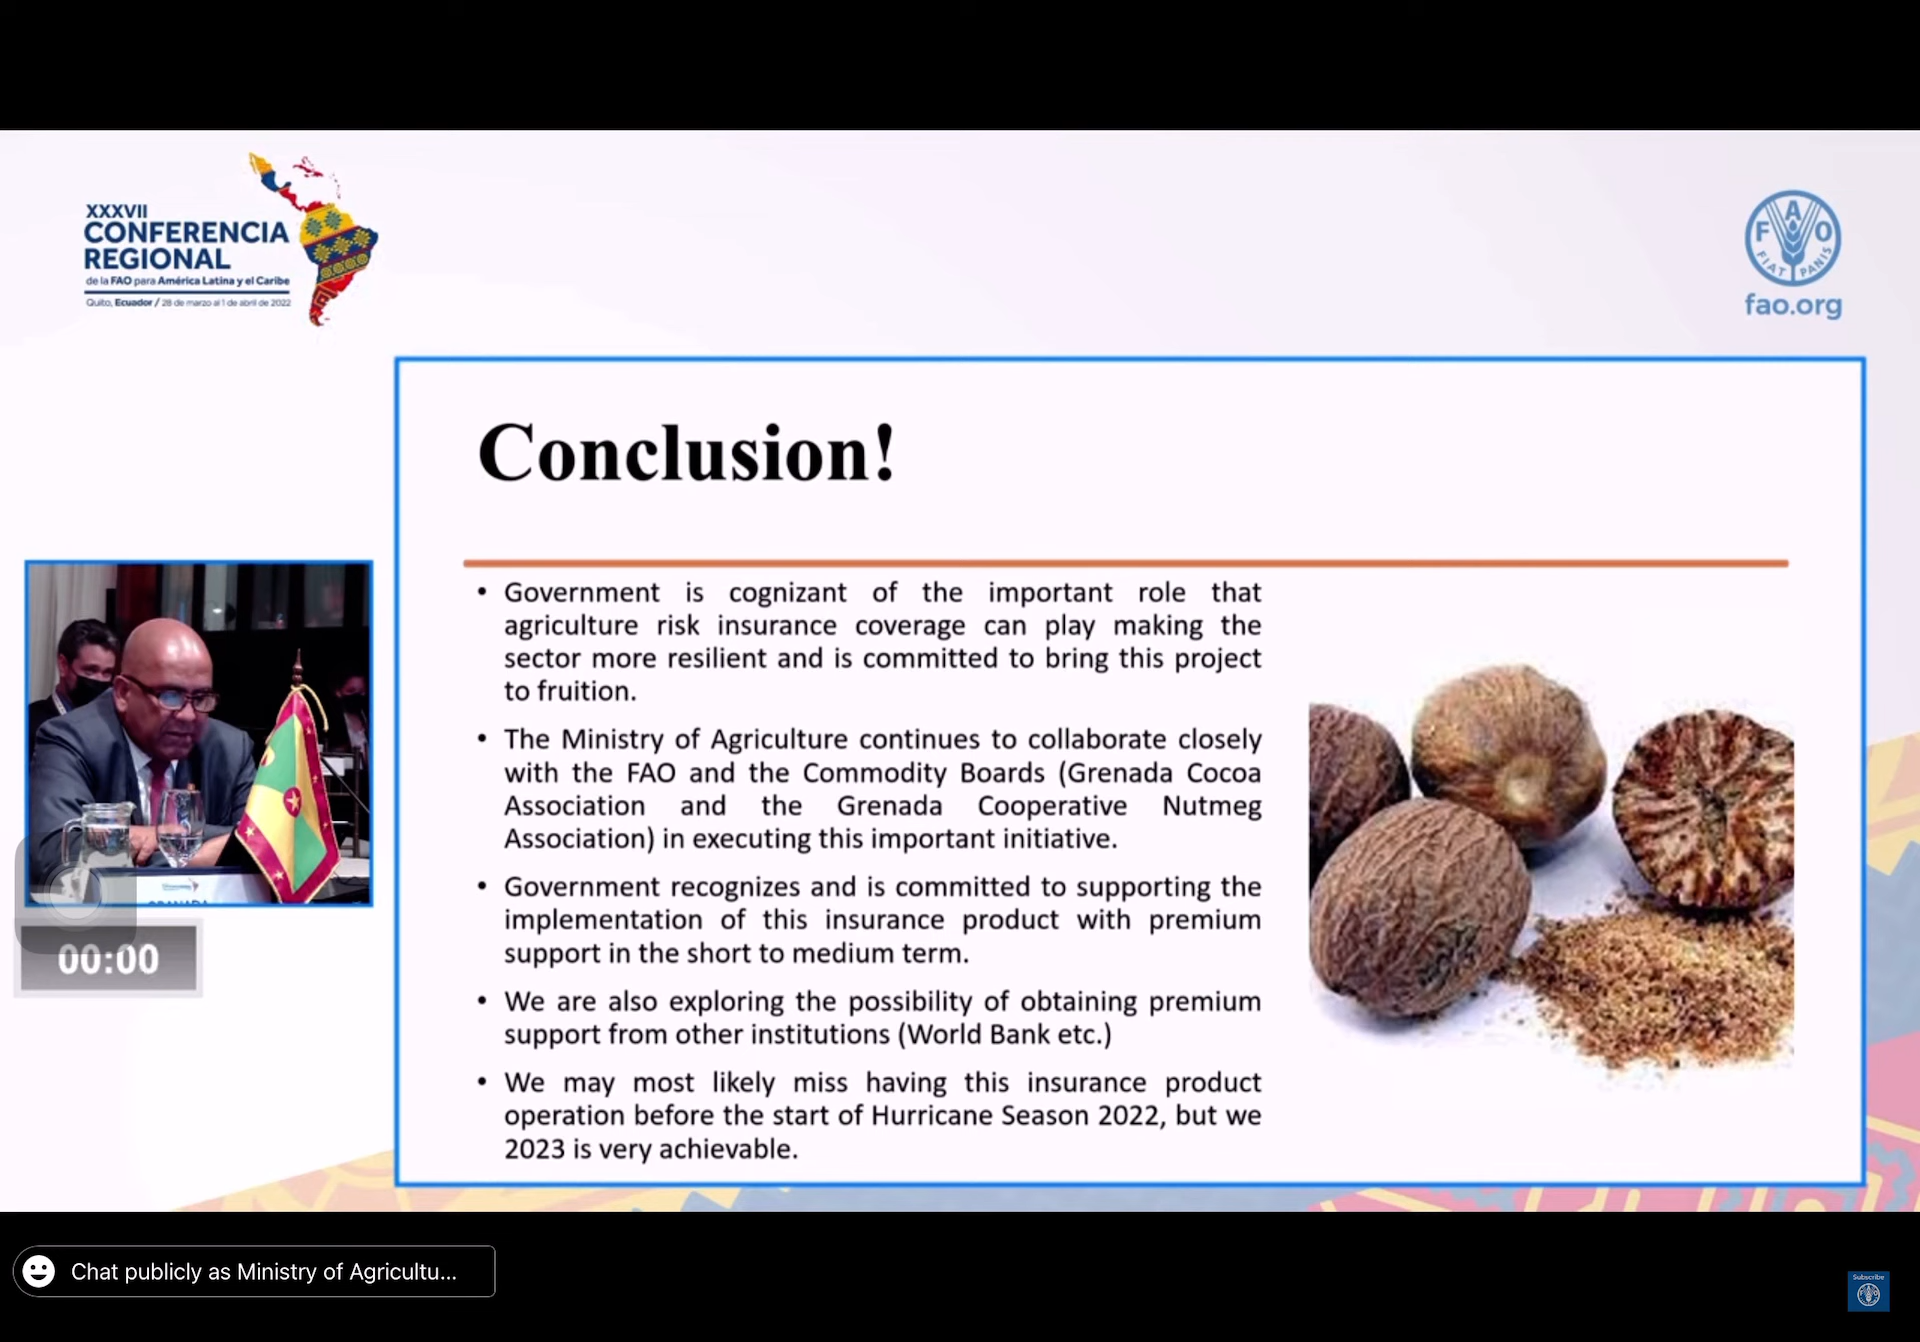 XXXVII
CONFERENCIA
REGIONAL
de la FAO para América Latina y el Caribe
Quito, Ecuador / 28 de marzo al 1 de abril de 2022
F A O
FIAT PANIS
fao.org
Conclusion!
• Government is cognizant of the important role that
agriculture risk insurance coverage can play making the
sector more resilient and is committed to bring this project
to fruition.
• The Ministry of Agriculture continues to collaborate closely
with the FAO and the Commodity Boards (Grenada Cocoa
Association and the Grenada Cooperative Nutmeg
Association) in executing this important initiative.
• Government recognizes and is committed to supporting the
implementation of this insurance product with premium
support in the short to medium term.
• We are also exploring the possibility of obtaining premium
support from other institutions (World Bank etc.)
• We may most likely miss having this insurance product
operation before the start of Hurricane Season 2022, but we
2023 is very achievable.
GRANADA
00:00
Chat publicly as Ministry of Agricultu...
Subscribe